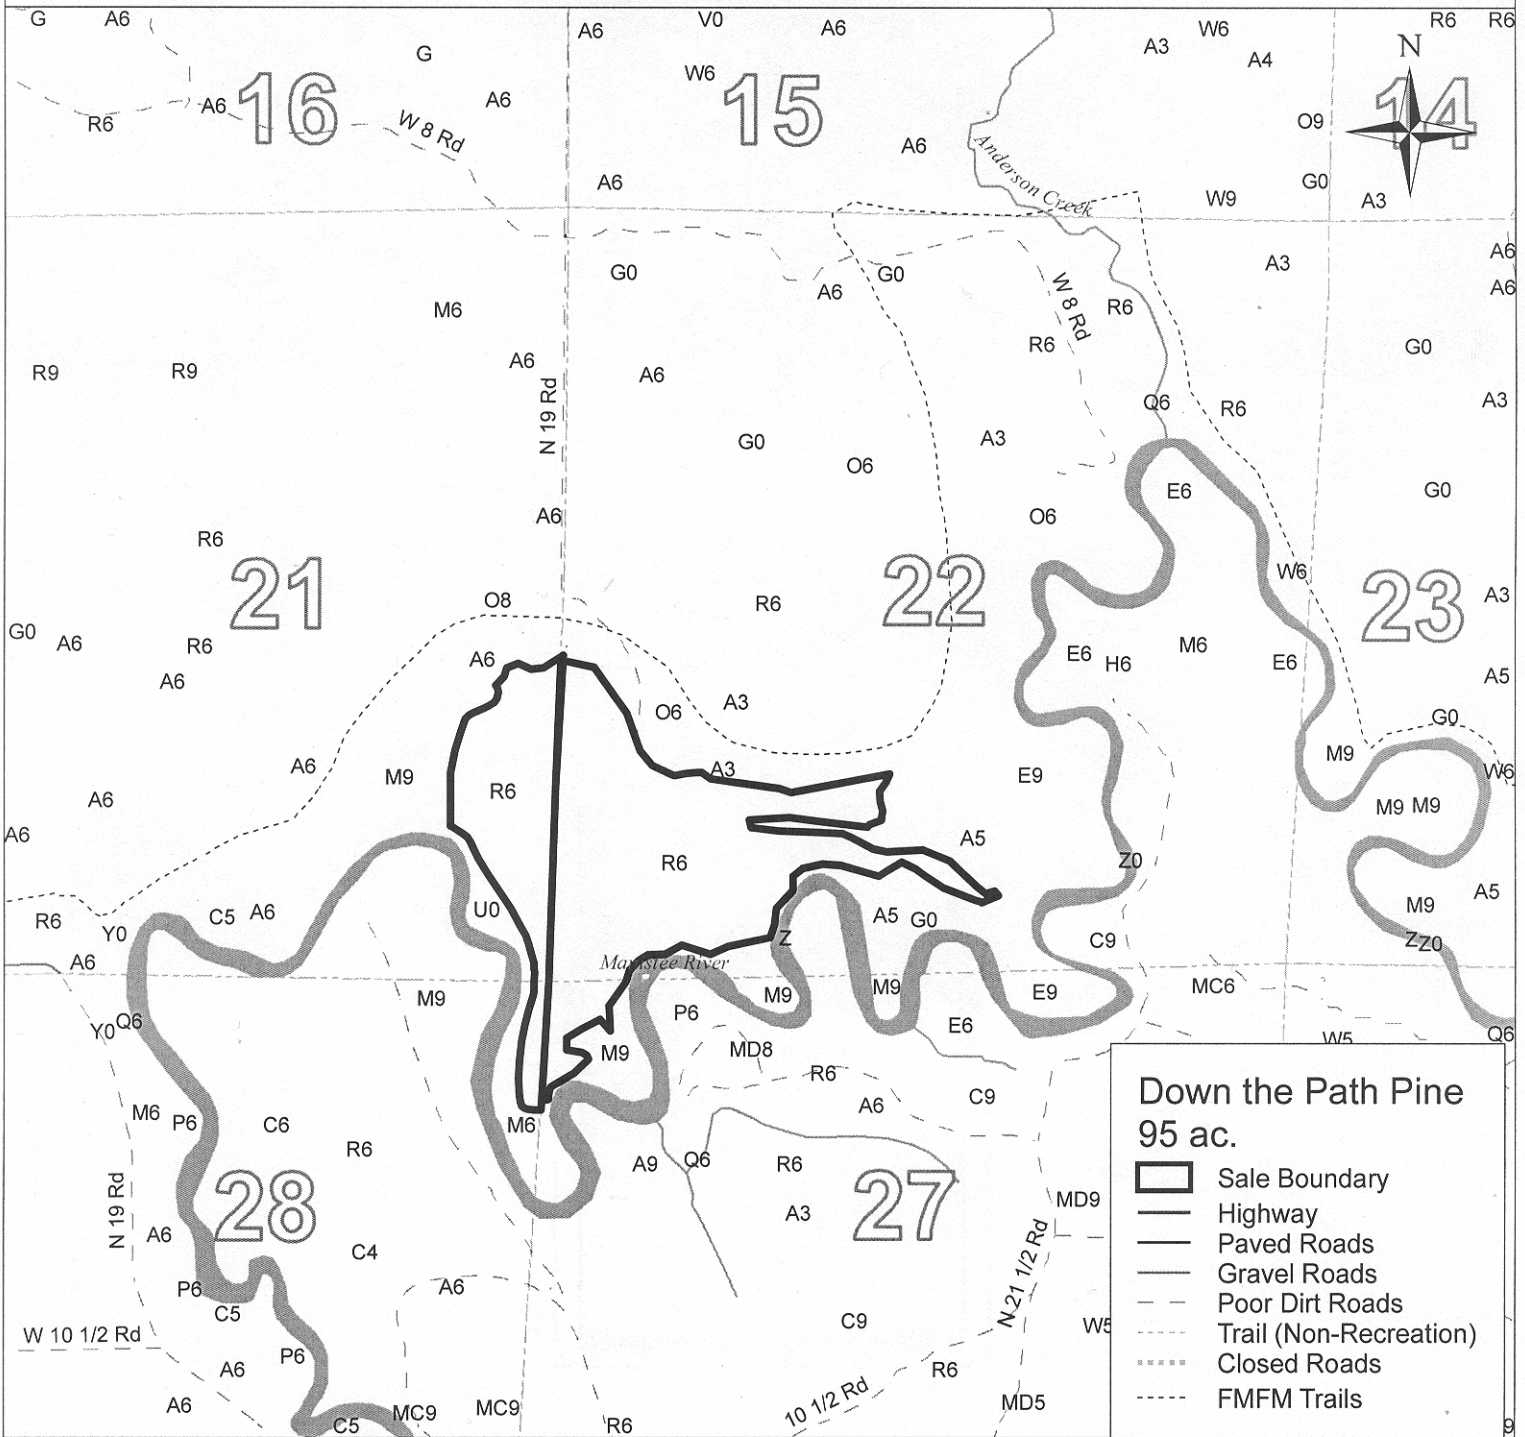 G A6 A6 V0 A6 W6 R6 R6
G W6 A3 A4 N
A6 16 A6 15 O9 14
R6 W 8 Rd A6 Anderson Creek
A6 G0
W9 A3
G0 A6 G0 A3 A6
M6 W 8 Rd R6 A6
R9 R9 A6 A6 R6 G0
N 19 Rd Q6 R6 A3
G0 O6 A3
E6 G0
R6 A6 O6
21 22 W6 23
O8 R6 A3
G0 A6 R6 A6 E6 H6 M6 E6
A6 O6 A3 A5
G0
A6 M9 R6 A3 E9 M9 W6
A6 M9 M9
A6 R6 A5 Z0
R6 Y0 C5 A6 U0 A5 G0 C9 M9 A5
Z ZZ0
A6 Manistee River
M9 M9 M9 E9 MC6
Y0 Q6 P6 E6 W5 Q6
M9 MD8
M6 P6 C6 M6 R6 A6 C9
R6 A9 Q6 R6
28 A3 27 MD9
N 19 Rd A6 C4 N 21 1/2 Rd
P6 C5 A6
W 10 1/2 Rd C9 W5
A6 P6 R6
A6 C5 MC9 MC9 R6 10 1/2 Rd MD5 9
Down the Path Pine
95 ac.
Sale Boundary
Highway
Paved Roads
Gravel Roads
Poor Dirt Roads
Trail (Non-Recreation)
Closed Roads
FMFM Trails